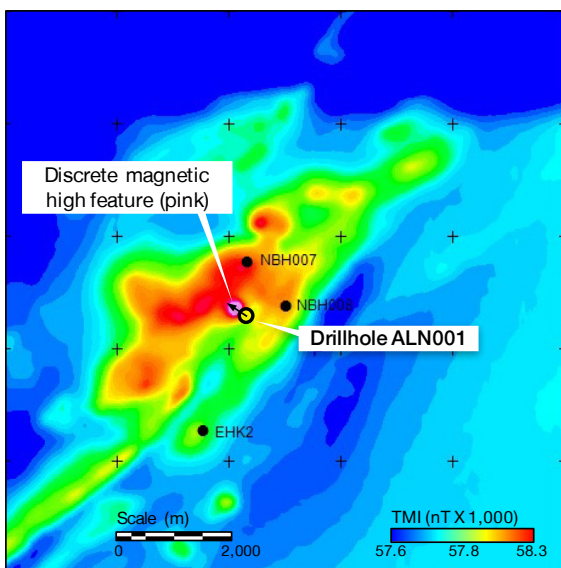 Discrete magnetic
high feature (pink)
NBH007
NBH008
Drillhole ALN001
EHK2
Scale (m)
0 2,000
TMI (nT X 1,000)
57.6 57.8 58.3